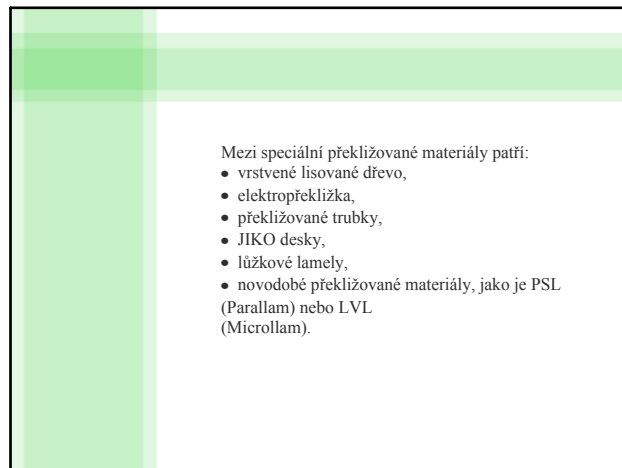 Mezi speciální překližované materiály patří:
• vrstvené lisované dřevo,
• elektropřekližka,
• překližované trubky,
• JIKO desky,
• lůžkové lamely,
• novodobé překližované materiály, jako je PSL
(Parallam) nebo LVL
(Microllam).